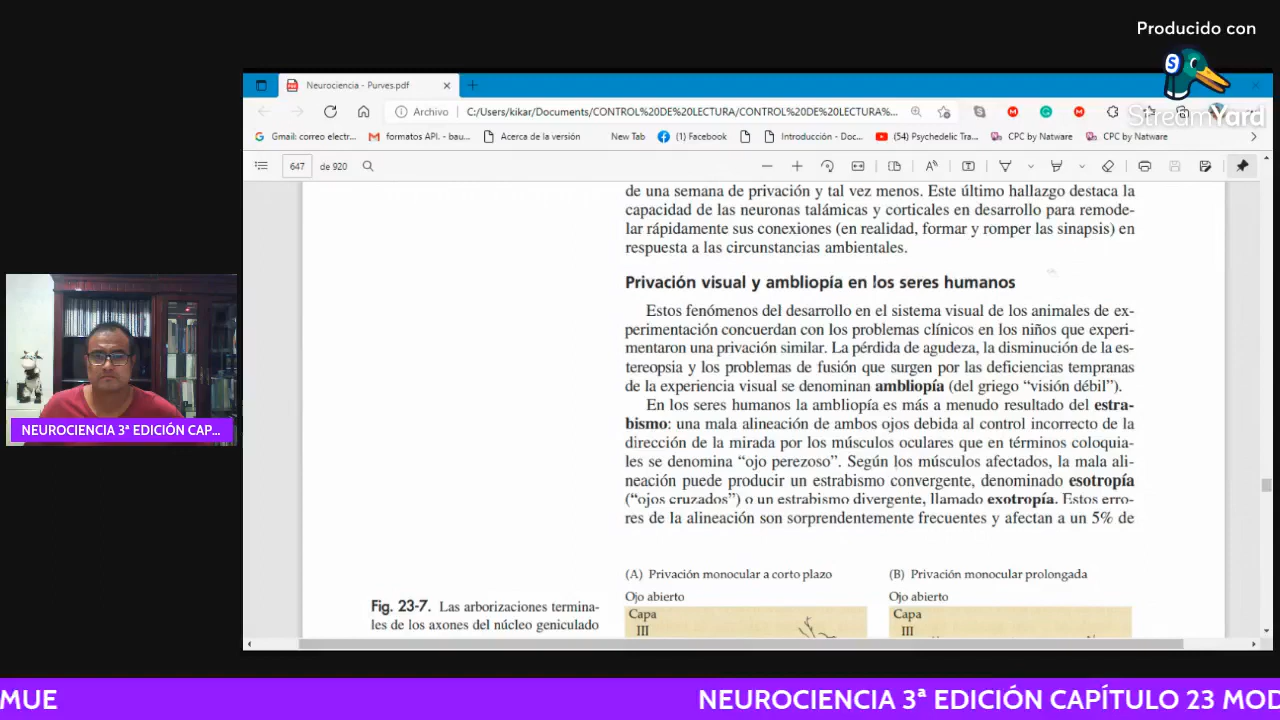 Producido con
StreamYard
Neurociencia - Purves.pdf
Archivo
C:/Users/kikar/Documents/CONTROL%20DE%20LECTURA/CONTROL%20DE%20LECTURA%...
Gmail: correo electr...
formatos API. - bau...
Acerca de la versión
New Tab
(1) Facebook
Introducción - Doc...
(54) Psychedelic Tra...
CPC by Natware
CPC by Natware
647 de 920
de una semana de privación y tal vez menos. Este último hallazgo destaca la
capacidad de las neuronas talámicas y corticales en desarrollo para remode-
lar rápidamente sus conexiones (en realidad, formar y romper las sinapsis) en
respuesta a las circunstancias ambientales.
Privación visual y ambliopía en los seres humanos
Estos fenómenos del desarrollo en el sistema visual de los animales de ex-
perimentación concuerdan con los problemas clínicos en los niños que experi-
mentaron una privación similar. La pérdida de agudeza, la disminución de la es-
tereopsia y los problemas de fusión que surgen por las deficiencias tempranas
de la experiencia visual se denominan ambliopía (del griego “visión débil”).
En los seres humanos la ambliopía es más a menudo resultado del estra-
bismo: una mala alineación de ambos ojos debida al control incorrecto de la
dirección de la mirada por los músculos oculares que en términos coloquia-
les se denomina “ojo perezoso”. Según los músculos afectados, la mala ali-
neación puede producir un estrabismo convergente, denominado esotropía
(“ojos cruzados”) o un estrabismo divergente, llamado exotropía. Estos erro-
res de la alineación son sorprendentemente frecuentes y afectan a un 5% de
(A) Privación monocular a corto plazo
(B) Privación monocular prolongada
Ojo abierto
Ojo abierto
Capa
III
Capa
III
Fig. 23-7. Las arborizaciones termina-
les de los axones del núcleo geniculado
NEUROCIENCIA 3ª EDICIÓN CAP...
MUE
NEUROCIENCIA 3ª EDICIÓN CAPÍTULO 23 MOD